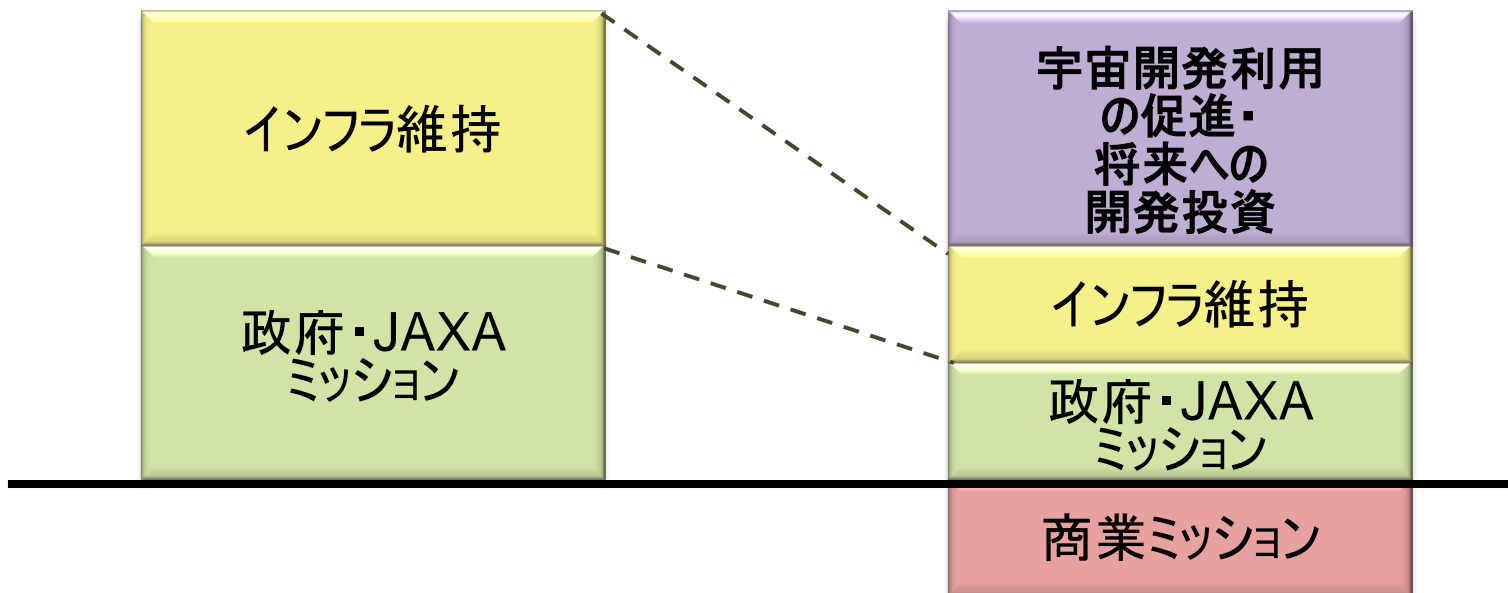 インフラ維持
政府・JAXA
ミッション
宇宙開発利用
の促進・
将来への
開発投資
インフラ維持
政府・JAXA
ミッション
商業ミッション